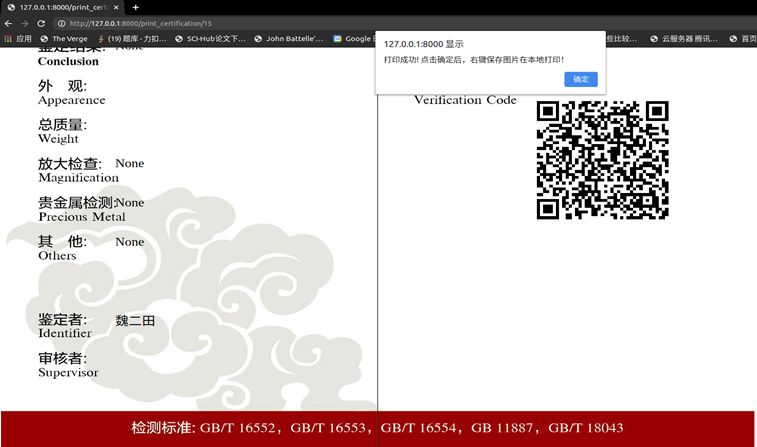 127.0.0.1:8000/print_certific
http://127.0.0.1:8000/print_certification/15
应用
The Verge
(19) 题库 - 力扣...
SCI-Hub论文下...
John Battelle'...
Google
些比较...
云服务器 腾讯...
首页
127.0.0.1:8000 显示
打印成功! 点击确定后，右键保存图片在本地打印!
确定
鉴定结果: None
Conclusion
外 观:
Appearence
总质量:
Weight
放大检查: None
Magnification
贵金属检测:None
Precious Metal
其 他: None
Others
鉴定者: 魏二田
Identifier
审核者:
Supervisor
Verification Code
检测标准: GB/T 16552，GB/T 16553，GB/T 16554，GB 11887，GB/T 18043